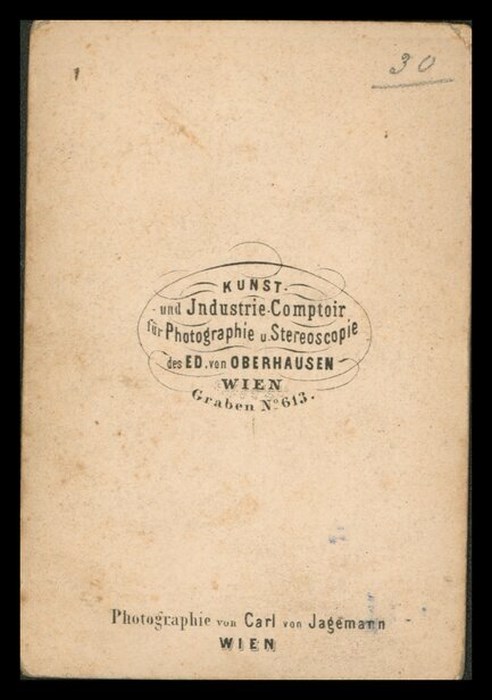 30
KUNST-
und Jndustrie-Comptoir
für Photographie u. Stereoscopie
des ED. von OBERHAUSEN
WIEN
Graben No 613.
Photographie von Carl von Jagemann
WIEN